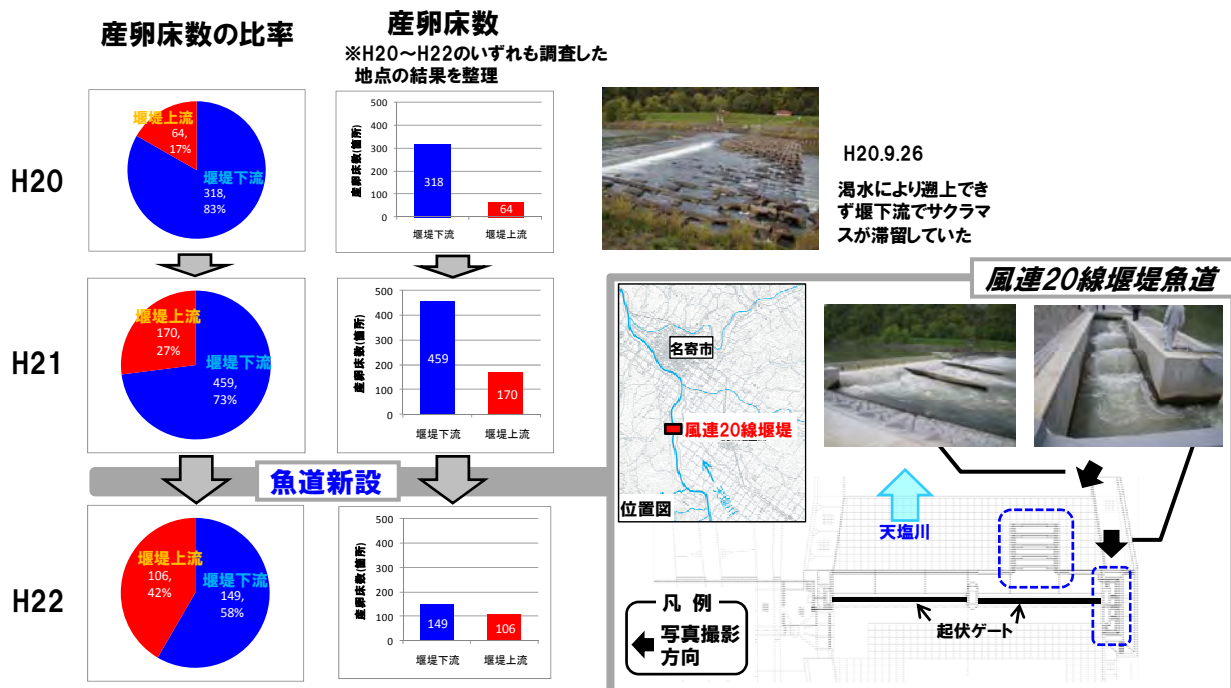 産卵床数の比率
産卵床数
※H20～H22のいずれも調査した
地点の結果を整理
H20
堰堤上流
64,
17%
堰堤下流
318,
83%
産卵床数(箇所)
500
400
300
200
100
0
318
64
堰堤下流
堰堤上流
H20.9.26
渇水により遡上でき
ず堰下流でサクラマ
スが滞留していた
H21
堰堤上流
170,
27%
堰堤下流
459,
73%
産卵床数(箇所)
500
400
300
200
100
0
459
170
堰堤下流
堰堤上流
魚道新設
H22
堰堤上流
106,
42%
堰堤下流
149,
58%
産卵床数(箇所)
500
400
300
200
100
0
149
106
堰堤下流
堰堤上流
風連20線堰堤魚道
名寄市
風連20線堰堤
位置図
天塩川
起伏ゲート
凡 例
写真撮影
方向